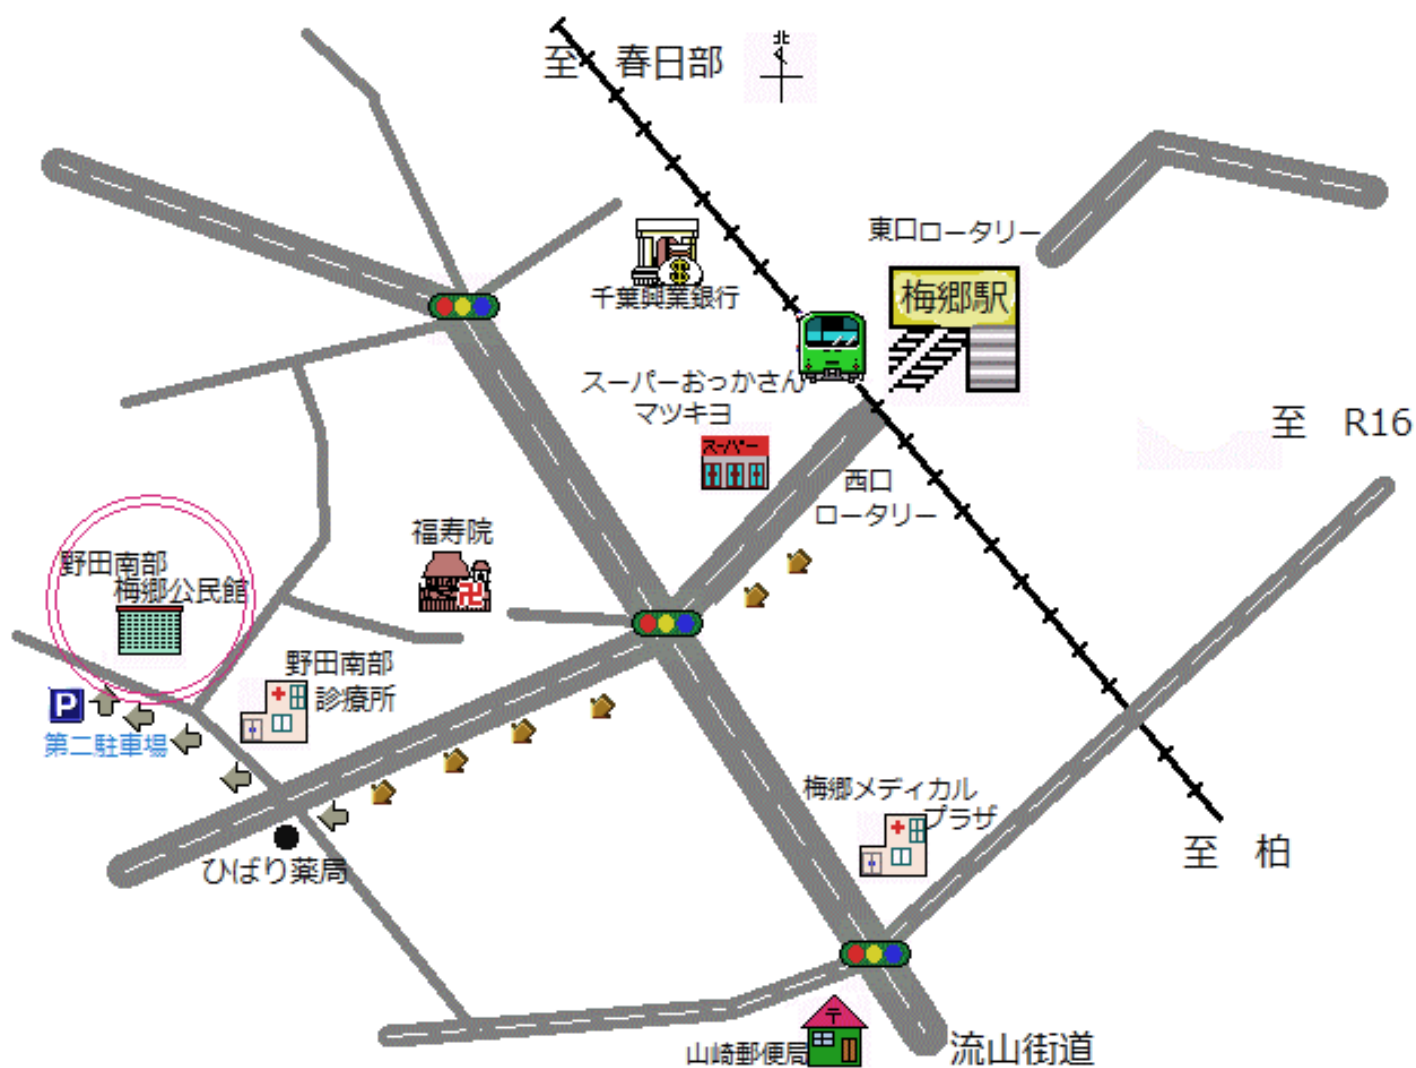 北
至　春日部
東口ロータリー
梅郷駅
千葉興業銀行
スーパーおっかさん
マツキヨ
スーパー
至　R16
西口
ロータリー
福寿院
卍
野田南部
梅郷公民館
野田南部
診療所
P
第二駐車場
梅郷メディカル
プラザ
至　柏
ひばり薬局
〒
山崎郵便局
流山街道
$